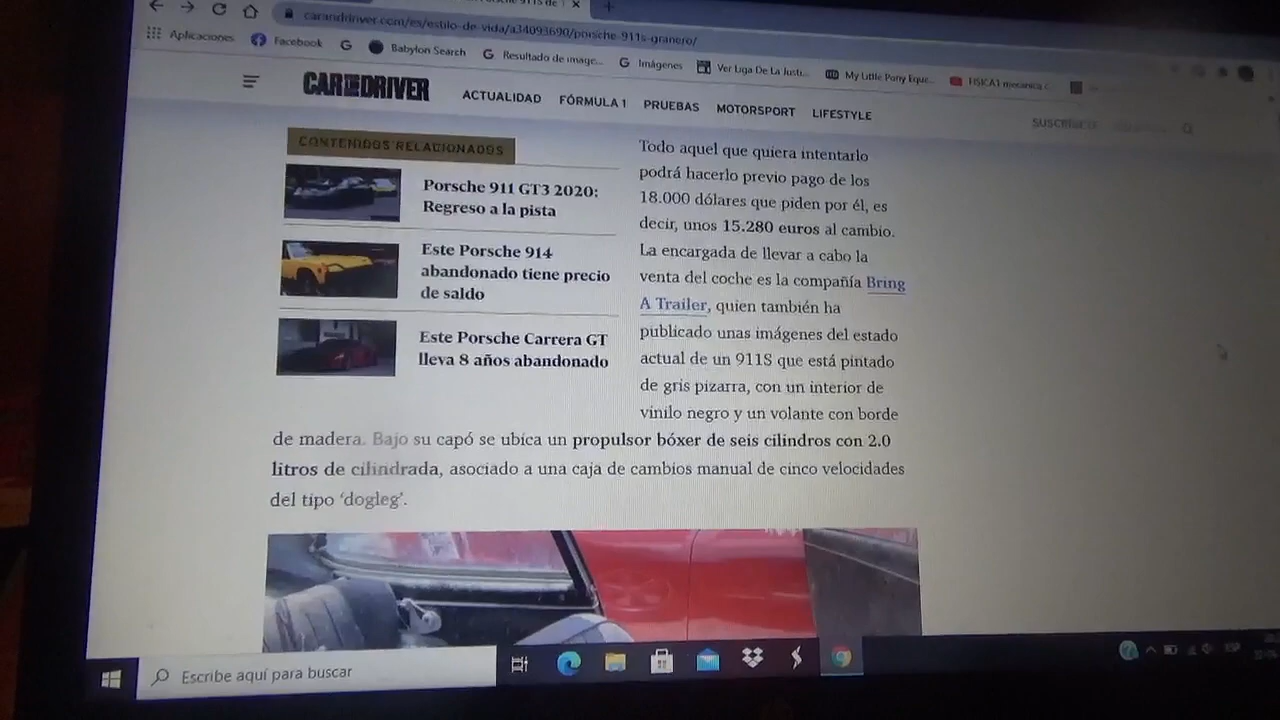 carandriver.com/es/estilo-de-vida/a34093690/porsche-911s-granero/
Aplicaciones Facebook Babylon Search Resultado de image... Imágenes Ver Liga De La Justi... My Little Pony Eque... FISICA1 mecanica c
CAR AND DRIVER ACTUALIDAD FÓRMULA 1 PRUEBAS MOTORSPORT LIFESTYLE
CONTENIDOS RELACIONADOS
Porsche 911 GT3 2020:
Regreso a la pista
Este Porsche 914
abandonado tiene precio
de saldo
Este Porsche Carrera GT
lleva 8 años abandonado
Todo aquel que quiera intentarlo
podrá hacerlo previo pago de los
18.000 dólares que piden por él, es
decir, unos 15.280 euros al cambio.
La encargada de llevar a cabo la
venta del coche es la compañía Bring
A Trailer, quien también ha
publicado unas imágenes del estado
actual de un 911S que está pintado
de gris pizarra, con un interior de
vinilo negro y un volante con borde
de madera. Bajo su capó se ubica un propulsor bóxer de seis cilindros con 2.0
litros de cilindrada, asociado a una caja de cambios manual de cinco velocidades
del tipo ‘dogleg’.
Escribe aquí para buscar